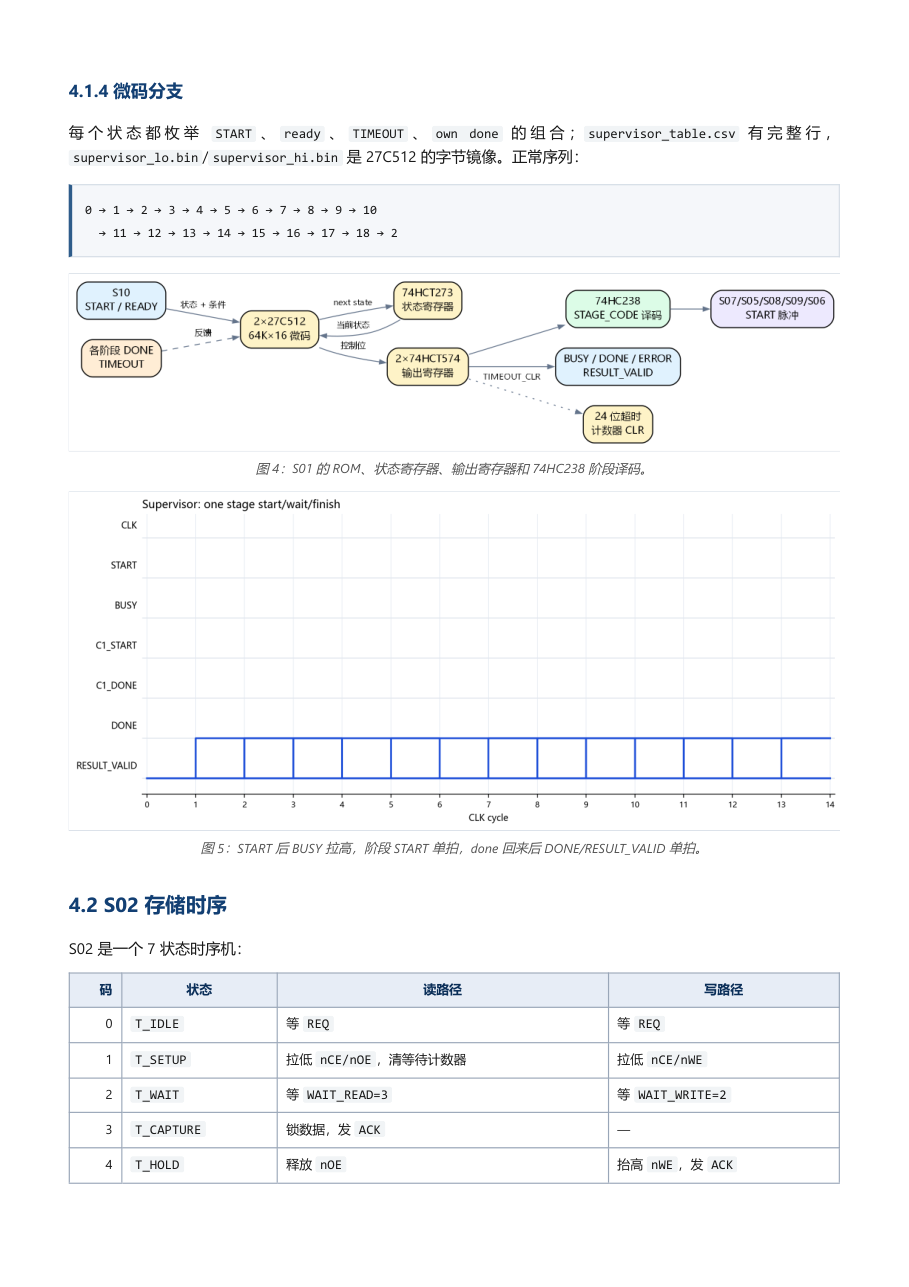 4.1.4 微码分支
每个状态都枚举 START 、 ready 、 TIMEOUT 、 own done 的组合；supervisor_table.csv 有完整行，
supervisor_lo.bin / supervisor_hi.bin 是 27C512 的字节镜像。正常序列：
0 → 1 → 2 → 3 → 4 → 5 → 6 → 7 → 8 → 9 → 10
→ 11 → 12 → 13 → 14 → 15 → 16 → 17 → 18 → 2
S10
START / READY
状态 + 条件
反馈
各阶段 DONE
TIMEOUT
2×27C512
64K×16 微码
next state
当前状态
控制位
74HCT273
状态寄存器
2×74HCT574
输出寄存器
TIMEOUT_CLR
74HC238
STAGE_CODE 译码
S07/S05/S08/S09/S06
START 脉冲
BUSY / DONE / ERROR
RESULT_VALID
24 位超时
计数器 CLR
图 4：S01 的 ROM、状态寄存器、输出寄存器和 74HC238 阶段译码。
Supervisor: one stage start/wait/finish
CLK
START
BUSY
C1_START
C1_DONE
DONE
RESULT_VALID
0 1 2 3 4 5 6 7 8 9 10 11 12 13 14
CLK cycle
图 5：START 后 BUSY 拉高，阶段 START 单拍，done 回来后 DONE/RESULT_VALID 单拍。
4.2 S02 存储时序
S02 是一个 7 状态时序机：
码 状态 读路径 写路径
0 T_IDLE 等 REQ 等 REQ
1 T_SETUP 拉低 nCE/nOE ，清等待计数器 拉低 nCE/nWE
2 T_WAIT 等 WAIT_READ=3 等 WAIT_WRITE=2
3 T_CAPTURE 锁数据，发 ACK —
4 T_HOLD 释放 nOE 抬高 nWE ，发 ACK